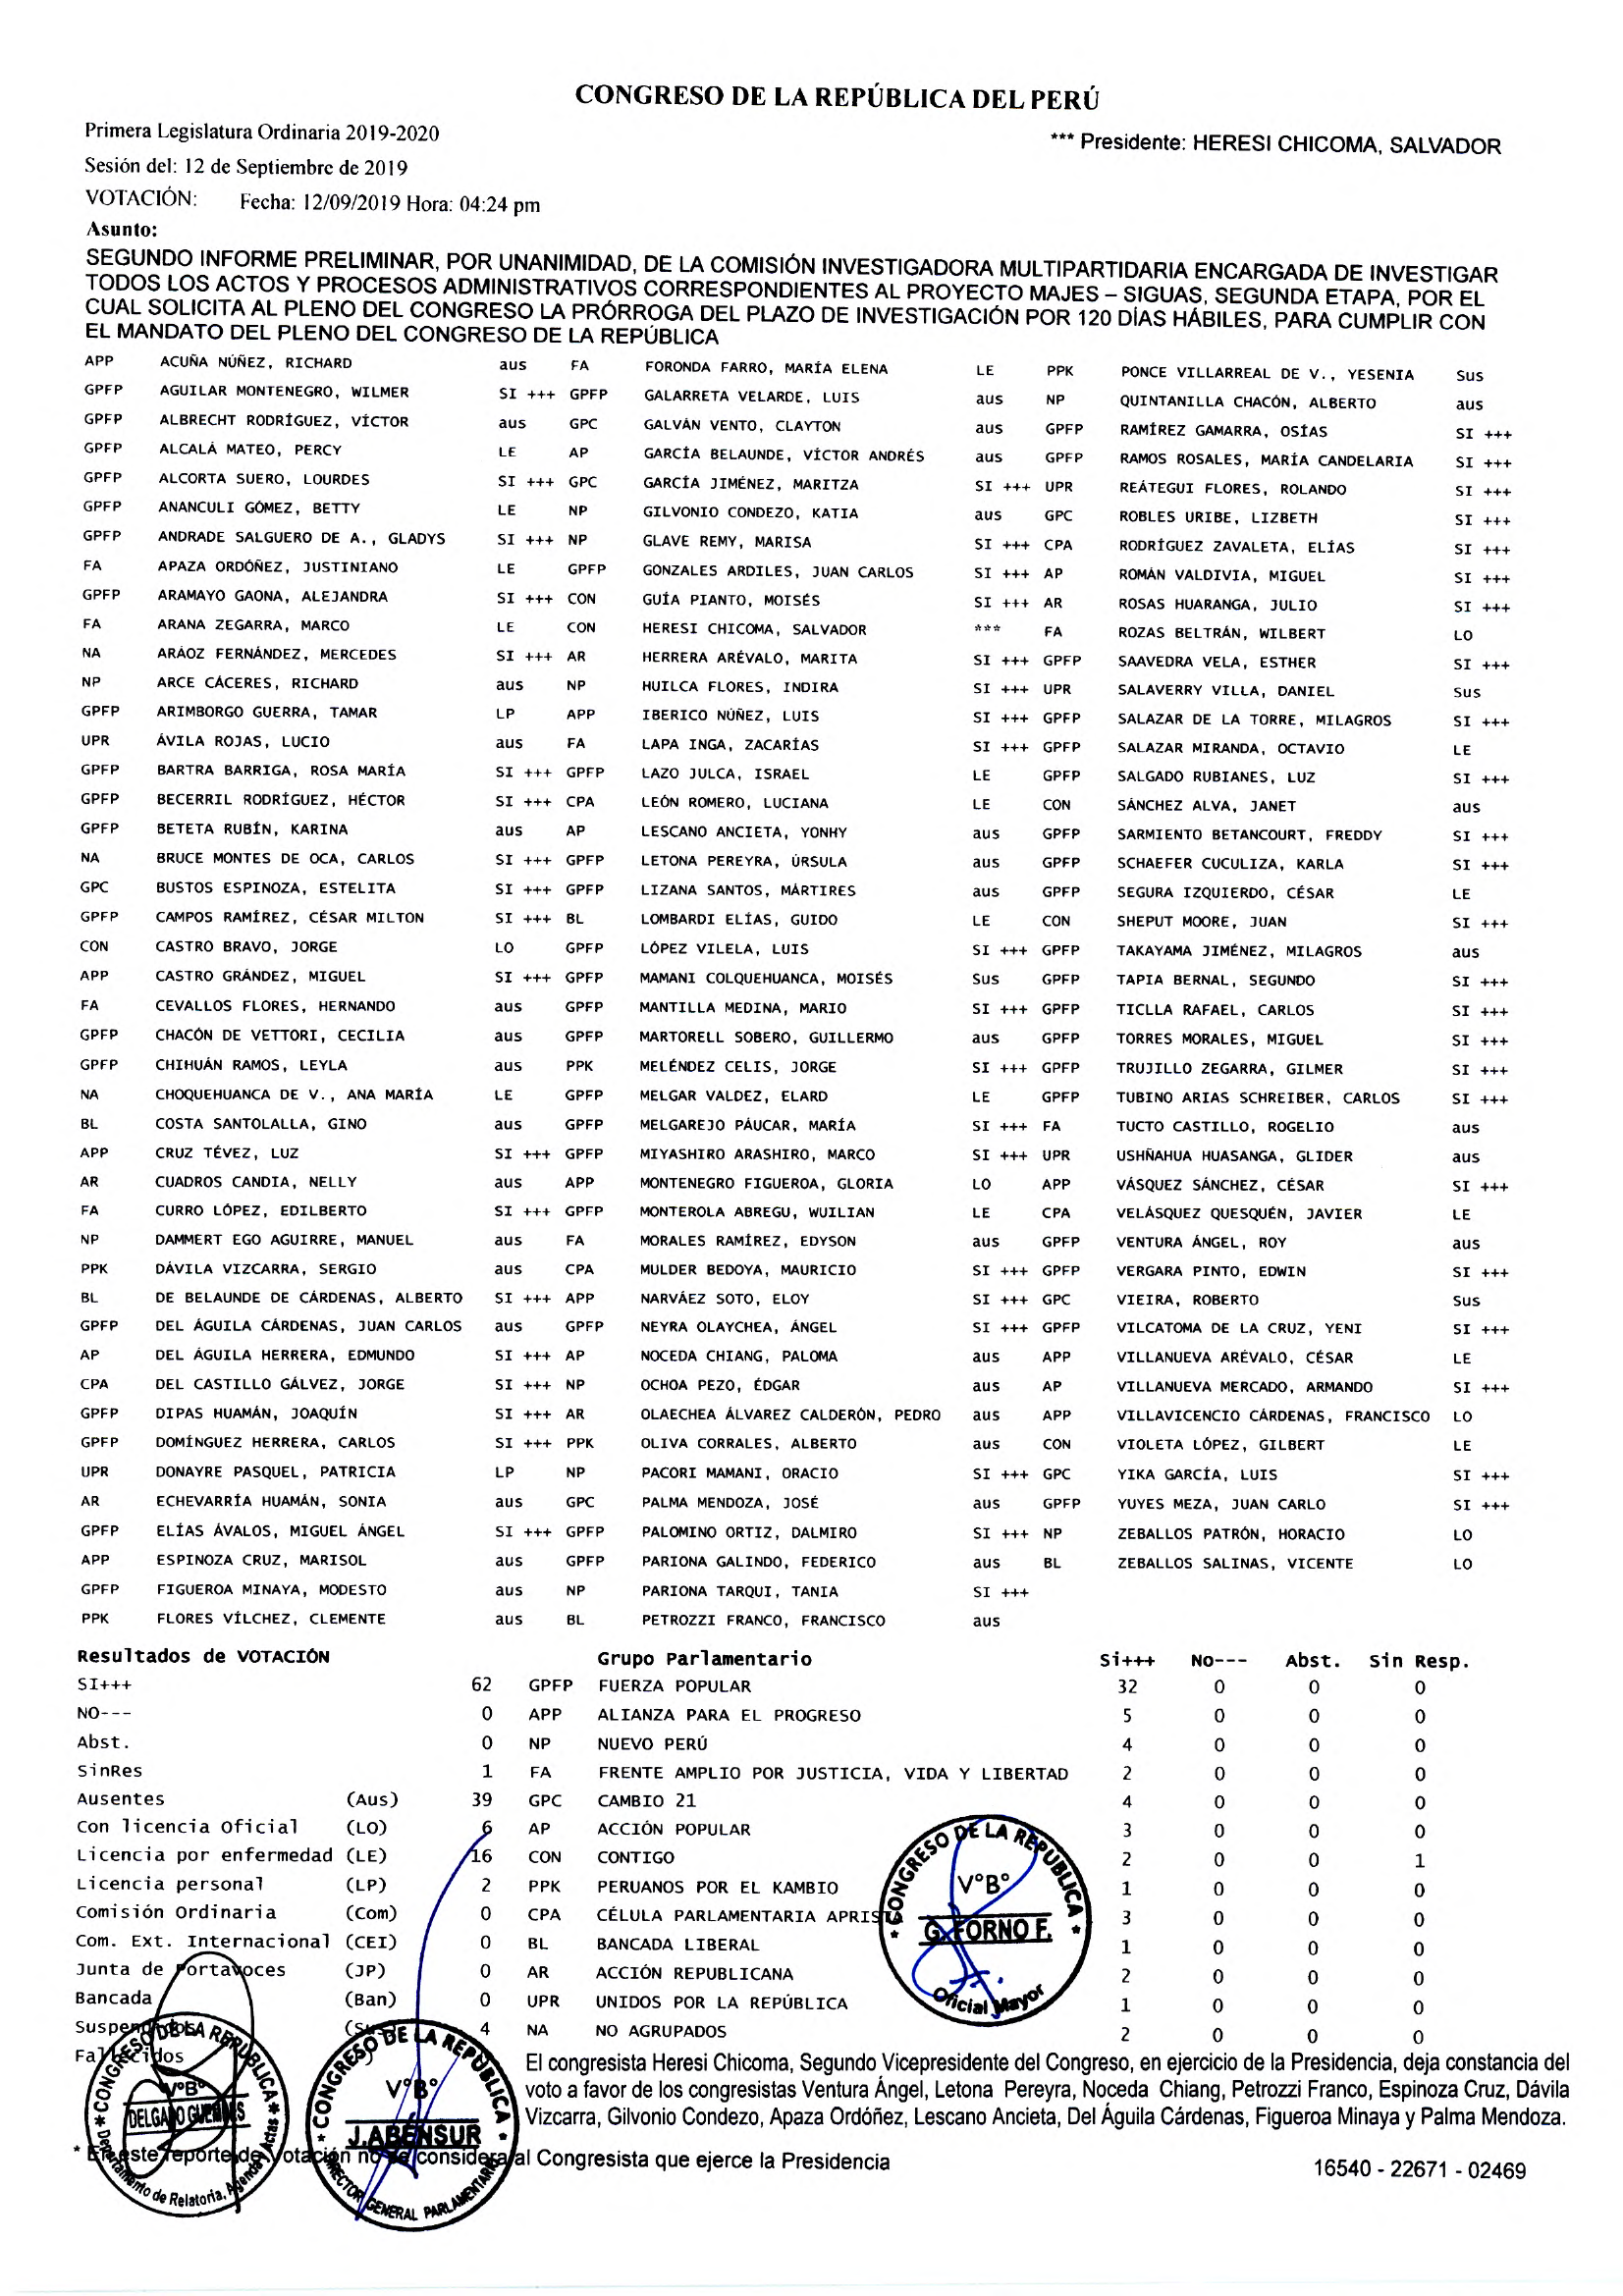 CONGRESO DE LA REPÚBLICA DEL PERÚ
Primera Legislatura Ordinaria 2019-2020
*** Presidente: HERESI CHICOMA, SALVADOR
Sesión del: 12 de Septiembre de 2019
VOTACIÓN: Fecha: 12/09/2019 Hora: 04:24 pm
Asunto:
SEGUNDO INFORME PRELIMINAR, POR UNANIMIDAD, DE LA COMISIÓN INVESTIGADORA MULTIPARTIDARIA ENCARGADA DE INVESTIGAR
TODOS LOS ACTOS Y PROCESOS ADMINISTRATIVOS CORRESPONDIENTES AL PROYECTO MAJES – SIGUAS, SEGUNDA ETAPA, POR EL
CUAL SOLICITA AL PLENO DEL CONGRESO LA PRÓRROGA DEL PLAZO DE INVESTIGACIÓN POR 120 DÍAS HÁBILES, PARA CUMPLIR CON
EL MANDATO DEL PLENO DEL CONGRESO DE LA REPÚBLICA
APP ACUÑA NÚÑEZ, RICHARD aus FA FORONDA FARRO, MARÍA ELENA LE PPK PONCE VILLARREAL DE V., YESENIA Sus
GPFP AGUILAR MONTENEGRO, WILMER SI +++ GPFP GALARRETA VELARDE, LUIS aus NP QUINTANILLA CHACÓN, ALBERTO aus
GPFP ALBRECHT RODRÍGUEZ, VÍCTOR aus GPC GALVÁN VENTO, CLAYTON aus GPFP RAMÍREZ GAMARRA, OSÍAS SI +++
GPFP ALCALÁ MATEO, PERCY LE AP GARCÍA BELAUNDE, VÍCTOR ANDRÉS aus GPFP RAMOS ROSALES, MARÍA CANDELARIA SI +++
GPFP ALCORTA SUERO, LOURDES SI +++ GPC GARCÍA JIMÉNEZ, MARITZA SI +++ UPR REÁTEGUI FLORES, ROLANDO SI +++
GPFP ANANCULI GÓMEZ, BETTY LE NP GILVONIO CONDEZO, KATIA aus GPC ROBLES URIBE, LIZBETH SI +++
GPFP ANDRADE SALGUERO DE A., GLADYS SI +++ NP GLAVE REMY, MARISA SI +++ CPA RODRÍGUEZ ZAVALETA, ELÍAS SI +++
FA APAZA ORDÓÑEZ, JUSTINIANO LE GPFP GONZALES ARDILES, JUAN CARLOS SI +++ AP ROMÁN VALDIVIA, MIGUEL SI +++
GPFP ARAMAYO GAONA, ALEJANDRA SI +++ CON GUÍA PIANTO, MOISÉS SI +++ AR ROSAS HUARANGA, JULIO SI +++
FA ARANA ZEGARRA, MARCO LE CON HERESI CHICOMA, SALVADOR *** FA ROZAS BELTRÁN, WILBERT LO
NA ARÁOZ FERNÁNDEZ, MERCEDES SI +++ AR HERRERA ARÉVALO, MARITA SI +++ GPFP SAAVEDRA VELA, ESTHER SI +++
NP ARCE CÁCERES, RICHARD aus NP HUILCA FLORES, INDIRA SI +++ UPR SALAVERRY VILLA, DANIEL Sus
GPFP ARIMBORGO GUERRA, TAMAR LP APP IBERICO NÚÑEZ, LUIS SI +++ GPFP SALAZAR DE LA TORRE, MILAGROS SI +++
UPR ÁVILA ROJAS, LUCIO aus FA LAPA INGA, ZACARÍAS SI +++ GPFP SALAZAR MIRANDA, OCTAVIO LE
GPFP BARTRA BARRIGA, ROSA MARÍA SI +++ GPFP LAZO JULCA, ISRAEL LE GPFP SALGADO RUBIANES, LUZ SI +++
GPFP BECERRIL RODRÍGUEZ, HÉCTOR SI +++ CPA LEÓN ROMERO, LUCIANA LE CON SÁNCHEZ ALVA, JANET aus
GPFP BETETA RUBÍN, KARINA aus AP LESCANO ANCIETA, YONHY aus GPFP SARMIENTO BETANCOURT, FREDDY SI +++
NA BRUCE MONTES DE OCA, CARLOS SI +++ GPFP LETONA PEREYRA, ÚRSULA aus GPFP SCHAEFER CUCULIZA, KARLA SI +++
GPC BUSTOS ESPINOZA, ESTELITA SI +++ GPFP LIZANA SANTOS, MÁRTIRES aus GPFP SEGURA IZQUIERDO, CÉSAR LE
GPFP CAMPOS RAMÍREZ, CÉSAR MILTON SI +++ BL LOMBARDI ELÍAS, GUIDO LE CON SHEPUT MOORE, JUAN SI +++
CON CASTRO BRAVO, JORGE LO GPFP LÓPEZ VILELA, LUIS SI +++ GPFP TAKAYAMA JIMÉNEZ, MILAGROS aus
APP CASTRO GRÁNDEZ, MIGUEL SI +++ GPFP MAMANI COLQUEHUANCA, MOISÉS Sus GPFP TAPIA BERNAL, SEGUNDO SI +++
FA CEVALLOS FLORES, HERNANDO aus GPFP MANTILLA MEDINA, MARIO SI +++ GPFP TICLLA RAFAEL, CARLOS SI +++
GPFP CHACÓN DE VETTORI, CECILIA aus GPFP MARTORELL SOBERO, GUILLERMO aus GPFP TORRES MORALES, MIGUEL SI +++
GPFP CHIHUÁN RAMOS, LEYLA aus PPK MELÉNDEZ CELIS, JORGE SI +++ GPFP TRUJILLO ZEGARRA, GILMER SI +++
NA CHOQUEHUANCA DE V., ANA MARÍA LE GPFP MELGAR VALDEZ, ELARD LE GPFP TUBINO ARIAS SCHREIBER, CARLOS SI +++
BL COSTA SANTOLALLA, GINO aus GPFP MELGAREJO PÁUCAR, MARÍA SI +++ FA TUCTO CASTILLO, ROGELIO aus
APP CRUZ TÉVEZ, LUZ SI +++ GPFP MIYASHIRO ARASHIRO, MARCO SI +++ UPR USHÑAHUA HUASANGA, GLIDER aus
AR CUADROS CANDIA, NELLY aus APP MONTENEGRO FIGUEROA, GLORIA LO APP VÁSQUEZ SÁNCHEZ, CÉSAR SI +++
FA CURRO LÓPEZ, EDILBERTO SI +++ GPFP MONTEROLA ABREGU, WUILIAN LE CPA VELÁSQUEZ QUESQUÉN, JAVIER LE
NP DAMMERT EGO AGUIRRE, MANUEL aus FA MORALES RAMÍREZ, EDYSON aus GPFP VENTURA ÁNGEL, ROY aus
PPK DÁVILA VIZCARRA, SERGIO aus CPA MULDER BEDOYA, MAURICIO SI +++ GPFP VERGARA PINTO, EDWIN SI +++
BL DE BELAUNDE DE CÁRDENAS, ALBERTO SI +++ APP NARVÁEZ SOTO, ELOY SI +++ GPC VIEIRA, ROBERTO Sus
GPFP DEL ÁGUILA CÁRDENAS, JUAN CARLOS aus GPFP NEYRA OLAYCHEA, ÁNGEL SI +++ GPFP VILCATOMA DE LA CRUZ, YENI SI +++
AP DEL ÁGUILA HERRERA, EDMUNDO SI +++ AP NOCEDA CHIANG, PALOMA aus APP VILLANUEVA ARÉVALO, CÉSAR LE
CPA DEL CASTILLO GÁLVEZ, JORGE SI +++ NP OCHOA PEZO, ÉDGAR aus AP VILLANUEVA MERCADO, ARMANDO SI +++
GPFP DIPAS HUAMÁN, JOAQUÍN SI +++ AR OLAECHEA ÁLVAREZ CALDERÓN, PEDRO aus APP VILLAVICENCIO CÁRDENAS, FRANCISCO LO
GPFP DOMÍNGUEZ HERRERA, CARLOS SI +++ PPK OLIVA CORRALES, ALBERTO aus CON VIOLETA LÓPEZ, GILBERT LE
UPR DONAYRE PASQUEL, PATRICIA LP NP PACORI MAMANI, ORACIO SI +++ GPC YIKA GARCÍA, LUIS SI +++
AR ECHEVARRÍA HUAMÁN, SONIA aus GPC PALMA MENDOZA, JOSÉ aus GPFP YUYES MEZA, JUAN CARLO SI +++
GPFP ELÍAS ÁVALOS, MIGUEL ÁNGEL SI +++ GPFP PALOMINO ORTIZ, DALMIRO SI +++ NP ZEBALLOS PATRÓN, HORACIO LO
APP ESPINOZA CRUZ, MARISOL aus GPFP PARIONA GALINDO, FEDERICO aus BL ZEBALLOS SALINAS, VICENTE LO
GPFP FIGUEROA MINAYA, MODESTO aus NP PARIONA TARQUI, TANIA SI +++
PPK FLORES VÍLCHEZ, CLEMENTE aus BL PETROZZI FRANCO, FRANCISCO aus
Resultados de VOTACIÓN Grupo Parlamentario Si+++ No--- Abst. Sin Resp.
SI+++ 62 GPFP FUERZA POPULAR 32 0 0 0
NO--- 0 APP ALIANZA PARA EL PROGRESO 5 0 0 0
Abst. 0 NP NUEVO PERÚ 4 0 0 0
SinRes 1 FA FRENTE AMPLIO POR JUSTICIA, VIDA Y LIBERTAD 2 0 0 0
Ausentes (Aus) 39 GPC CAMBIO 21 4 0 0 0
Con licencia Oficial (LO) 6 AP ACCIÓN POPULAR 3 0 0 0
Licencia por enfermedad (LE) 16 CON CONTIGO 2 0 0 1
Licencia personal (LP) 2 PPK PERUANOS POR EL KAMBIO 1 0 0 0
Comisión Ordinaria (Com) 0 CPA CÉLULA PARLAMENTARIA APRISTA 3 0 0 0
Com. Ext. Internacional (CEI) 0 BL BANCADA LIBERAL 1 0 0 0
Junta de Portavoces (JP) 0 AR ACCIÓN REPUBLICANA 2 0 0 0
Bancada (Ban) 0 UPR UNIDOS POR LA REPÚBLICA 1 0 0 0
Suspendidos (Sus) 4 NA NO AGRUPADOS 2 0 0 0
Fallecidos
CONGRESO DE LA REPÚBLICA
V°B°
G. FORNO F.
Oficial Mayor
CONGRESO DE LA REPÚBLICA
V°B°
DELGADO GUEMBES
Departamento de Relatoría, Agenda y Actas
CONGRESO DE LA REPÚBLICA
V°B°
J. ABENSUR
DIRECTOR GENERAL PARLAMENTARIO
El congresista Heresi Chicoma, Segundo Vicepresidente del Congreso, en ejercicio de la Presidencia, deja constancia del
voto a favor de los congresistas Ventura Ángel, Letona Pereyra, Noceda Chiang, Petrozzi Franco, Espinoza Cruz, Dávila
Vizcarra, Gilvonio Condezo, Apaza Ordóñez, Lescano Ancieta, Del Águila Cárdenas, Figueroa Minaya y Palma Mendoza.
* En este reporte de Votación no se considera al Congresista que ejerce la Presidencia
16540 - 22671 - 02469